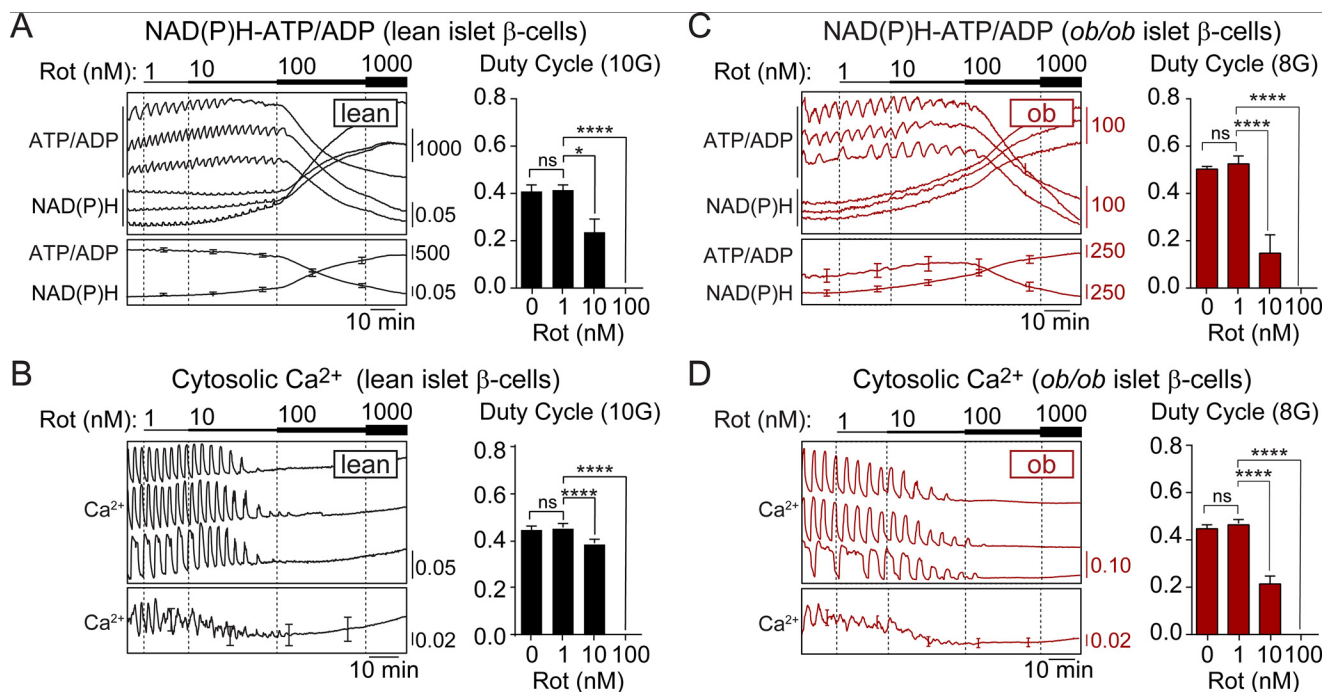 A
NAD(P)H-ATP/ADP (lean islet β-cells)
Rot (nM): 1 10 100 1000
lean
ATP/ADP
1000
NAD(P)H
0.05
ATP/ADP
500
NAD(P)H
0.05
10 min
Duty Cycle (10G)
0.8
0.6
0.4
0.2
0.0
ns
*
****
0 1 10 100
Rot (nM)
C
NAD(P)H-ATP/ADP (ob/ob islet β-cells)
Rot (nM): 1 10 100 1000
ob
ATP/ADP
100
NAD(P)H
100
ATP/ADP
250
NAD(P)H
250
10 min
Duty Cycle (8G)
0.8
0.6
0.4
0.2
0.0
ns
****
****
0 1 10 100
Rot (nM)
B
Cytosolic Ca²⁺ (lean islet β-cells)
Rot (nM): 1 10 100 1000
lean
Ca²⁺
0.05
Ca²⁺
0.02
10 min
Duty Cycle (10G)
0.8
0.6
0.4
0.2
0.0
ns
****
****
0 1 10 100
Rot (nM)
D
Cytosolic Ca²⁺ (ob/ob islet β-cells)
Rot (nM): 1 10 100 1000
ob
Ca²⁺
0.10
Ca²⁺
0.02
10 min
Duty Cycle (8G)
0.8
0.6
0.4
0.2
0.0
ns
****
****
0 1 10 100
Rot (nM)